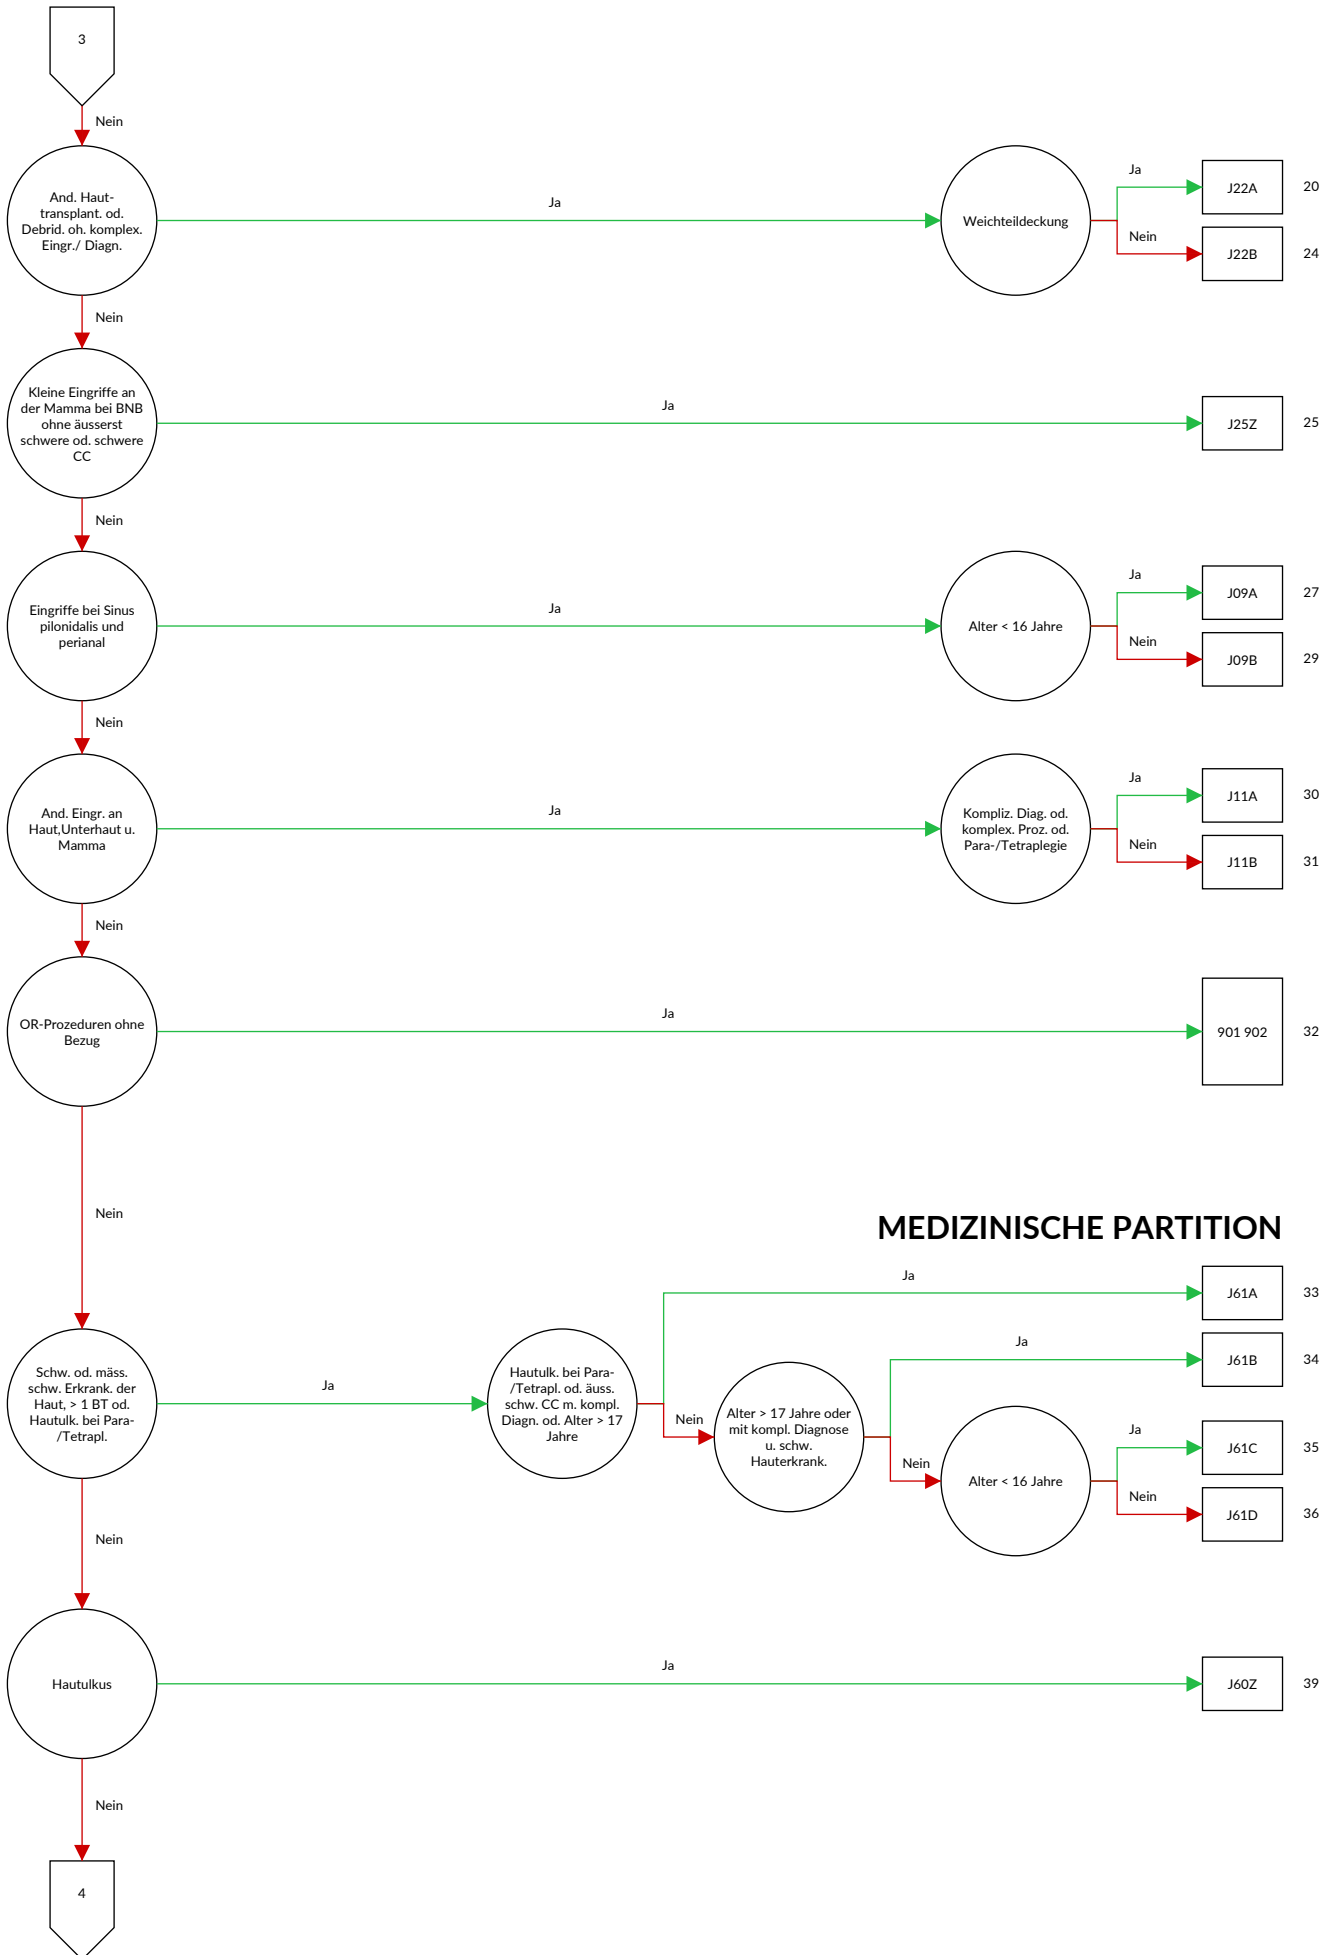 3
Nein
And. Haut-
transplant. od.
Debrid. oh. komplex.
Eingr./ Diagn.
Ja
Weichteildeckung
Ja
J22A
20
Nein
J22B
24
Nein
Kleine Eingriffe an
der Mamma bei BNB
ohne äusserst
schwere od. schwere
CC
Ja
J25Z
25
Nein
Eingriffe bei Sinus
pilonidalis und
perianal
Ja
Alter < 16 Jahre
Ja
J09A
27
Nein
J09B
29
Nein
And. Eingr. an
Haut,Unterhaut u.
Mamma
Ja
Kompliz. Diag. od.
komplex. Proz. od.
Para-/Tetraplegie
Ja
J11A
30
Nein
J11B
31
Nein
OR-Prozeduren ohne
Bezug
Ja
901 902
32
Nein
MEDIZINISCHE PARTITION
Schw. od. mäss.
schw. Erkrank. der
Haut, > 1 BT od.
Hautulk. bei Para-
/Tetrapl.
Ja
Hautulk. bei Para-
/Tetrapl. od. äuss.
schw. CC m. kompl.
Diagn. od. Alter > 17
Jahre
Ja
J61A
33
Nein
Alter > 17 Jahre oder
mit kompl. Diagnose
u. schw.
Hauterkrank.
Ja
J61B
34
Nein
Alter < 16 Jahre
Ja
J61C
35
Nein
J61D
36
Nein
Hautulkus
Ja
J60Z
39
Nein
4